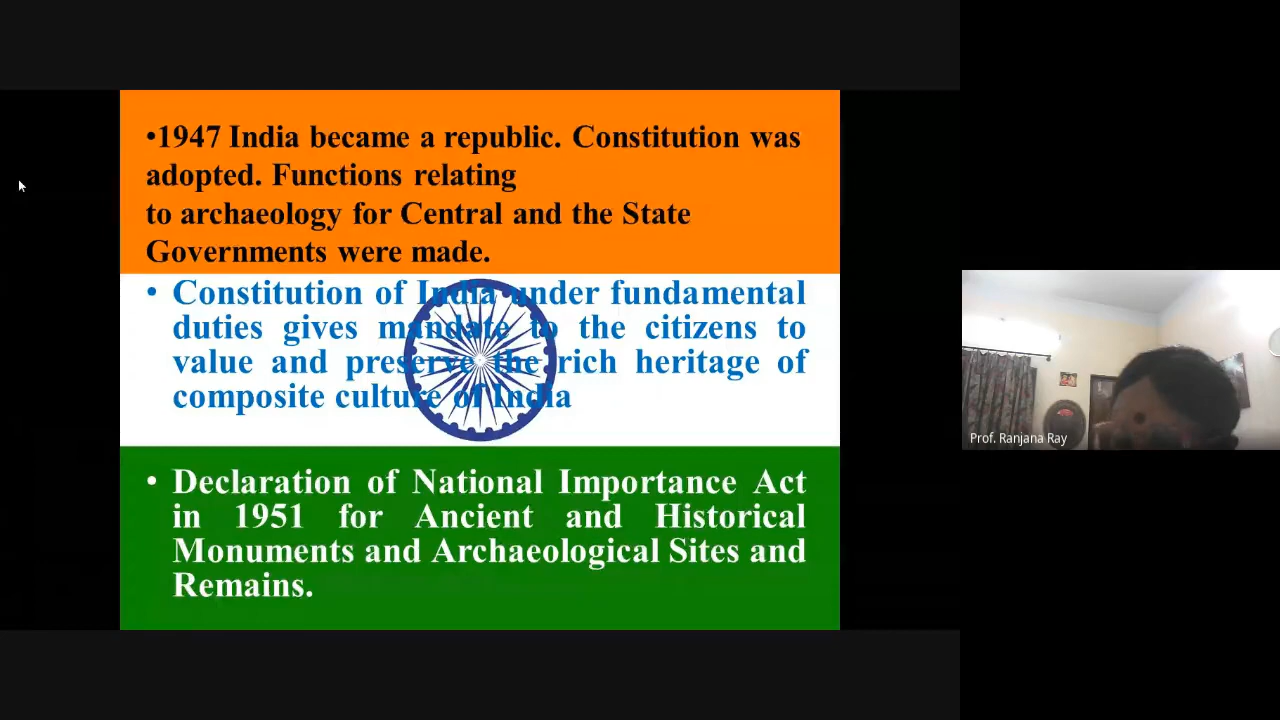 •1947 India became a republic. Constitution was
adopted. Functions relating
to archaeology for Central and the State
Governments were made.
• Constitution of India under fundamental
duties gives mandate to the citizens to
value and preserve the rich heritage of
composite culture of India
• Declaration of National Importance Act
in 1951 for Ancient and Historical
Monuments and Archaeological Sites and
Remains.
Prof. Ranjana Ray